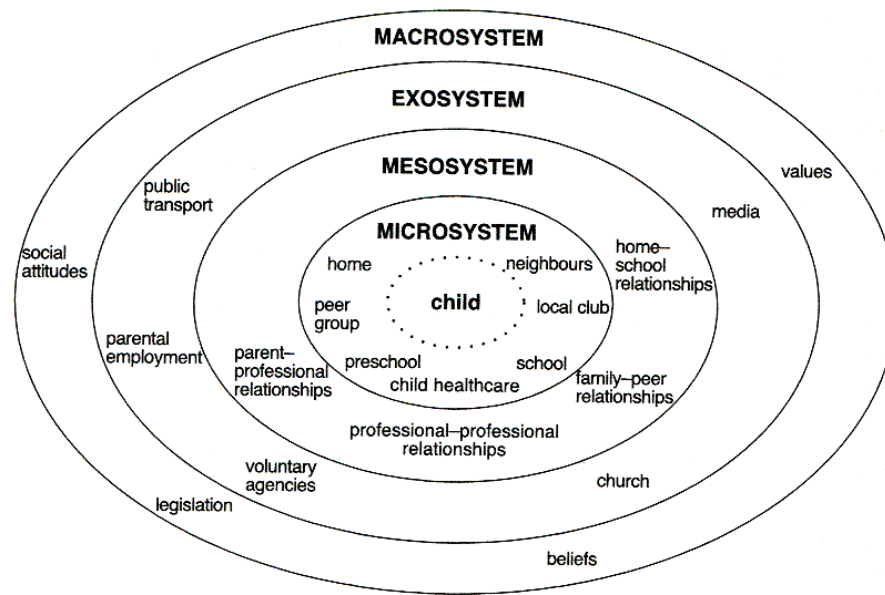 MACROSYSTEM
EXOSYSTEM
MESOSYSTEM
values
public
transport
media
MICROSYSTEM
social
attitudes
home
neighbours
home–
school
relationships
child
peer
group
local club
parental
employment
parent–
professional
relationships
preschool
school
child healthcare
family–peer
relationships
professional–professional
relationships
voluntary
agencies
church
legislation
beliefs